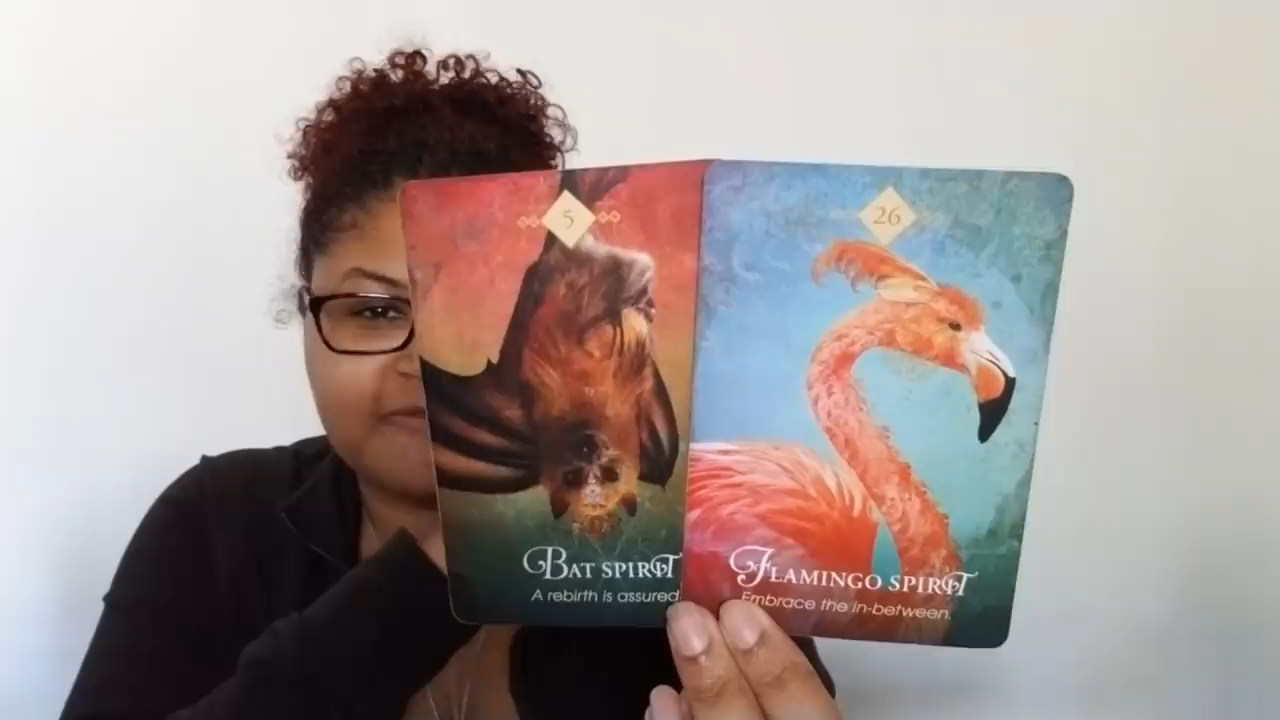 5
BAT SPIRIT
A rebirth is assured
26
FLAMINGO SPIRIT
Embrace the in-between.